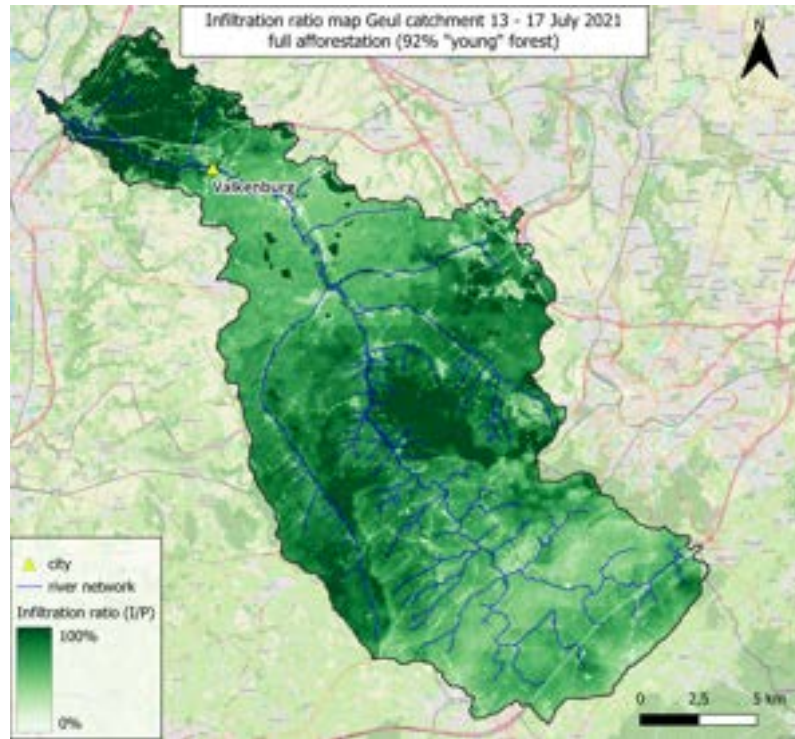 Infiltration ratio map Geul catchment 13 - 17 July 2021
full afforestation (92% "young" forest)
N
Valkenburg
city
river network
Infiltration ratio (I/P)
100%
0%
0 2,5 5 km